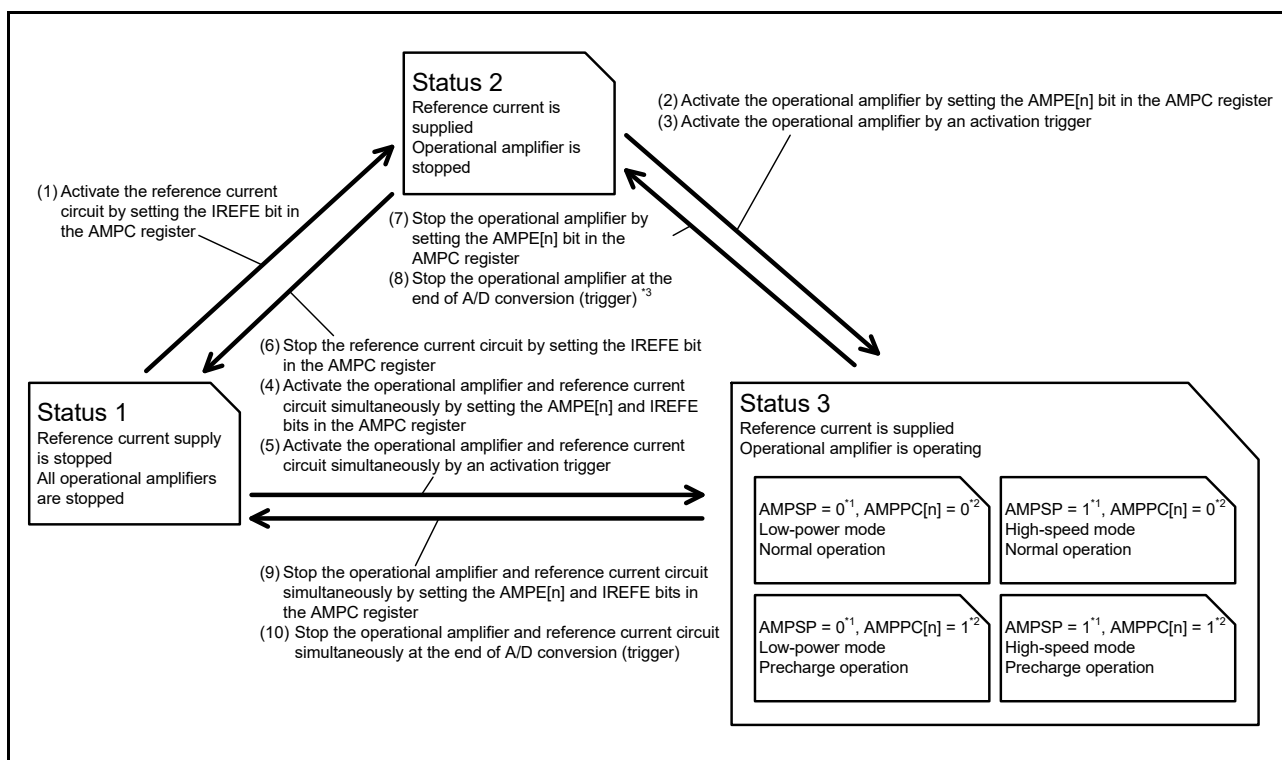 Status 2
Reference current is
supplied
Operational amplifier is
stopped
(2) Activate the operational amplifier by setting the AMPE[n] bit in the AMPC register
(3) Activate the operational amplifier by an activation trigger
(1) Activate the reference current
circuit by setting the IREFE bit in
the AMPC register
(7) Stop the operational amplifier by
setting the AMPE[n] bit in the
AMPC register
(8) Stop the operational amplifier at the
end of A/D conversion (trigger) *3
(6) Stop the reference current circuit by setting the IREFE bit
in the AMPC register
(4) Activate the operational amplifier and reference current
circuit simultaneously by setting the AMPE[n] and IREFE
bits in the AMPC register
(5) Activate the operational amplifier and reference current
circuit simultaneously by an activation trigger
Status 1
Reference current supply
is stopped
All operational amplifiers
are stopped
Status 3
Reference current is supplied
Operational amplifier is operating
AMPSP = 0*1, AMPPC[n] = 0*2
Low-power mode
Normal operation
AMPSP = 1*1, AMPPC[n] = 0*2
High-speed mode
Normal operation
AMPSP = 0*1, AMPPC[n] = 1*2
Low-power mode
Precharge operation
AMPSP = 1*1, AMPPC[n] = 1*2
High-speed mode
Precharge operation
(9) Stop the operational amplifier and reference current circuit
simultaneously by setting the AMPE[n] and IREFE bits in
the AMPC register
(10) Stop the operational amplifier and reference current circuit
simultaneously at the end of A/D conversion (trigger)